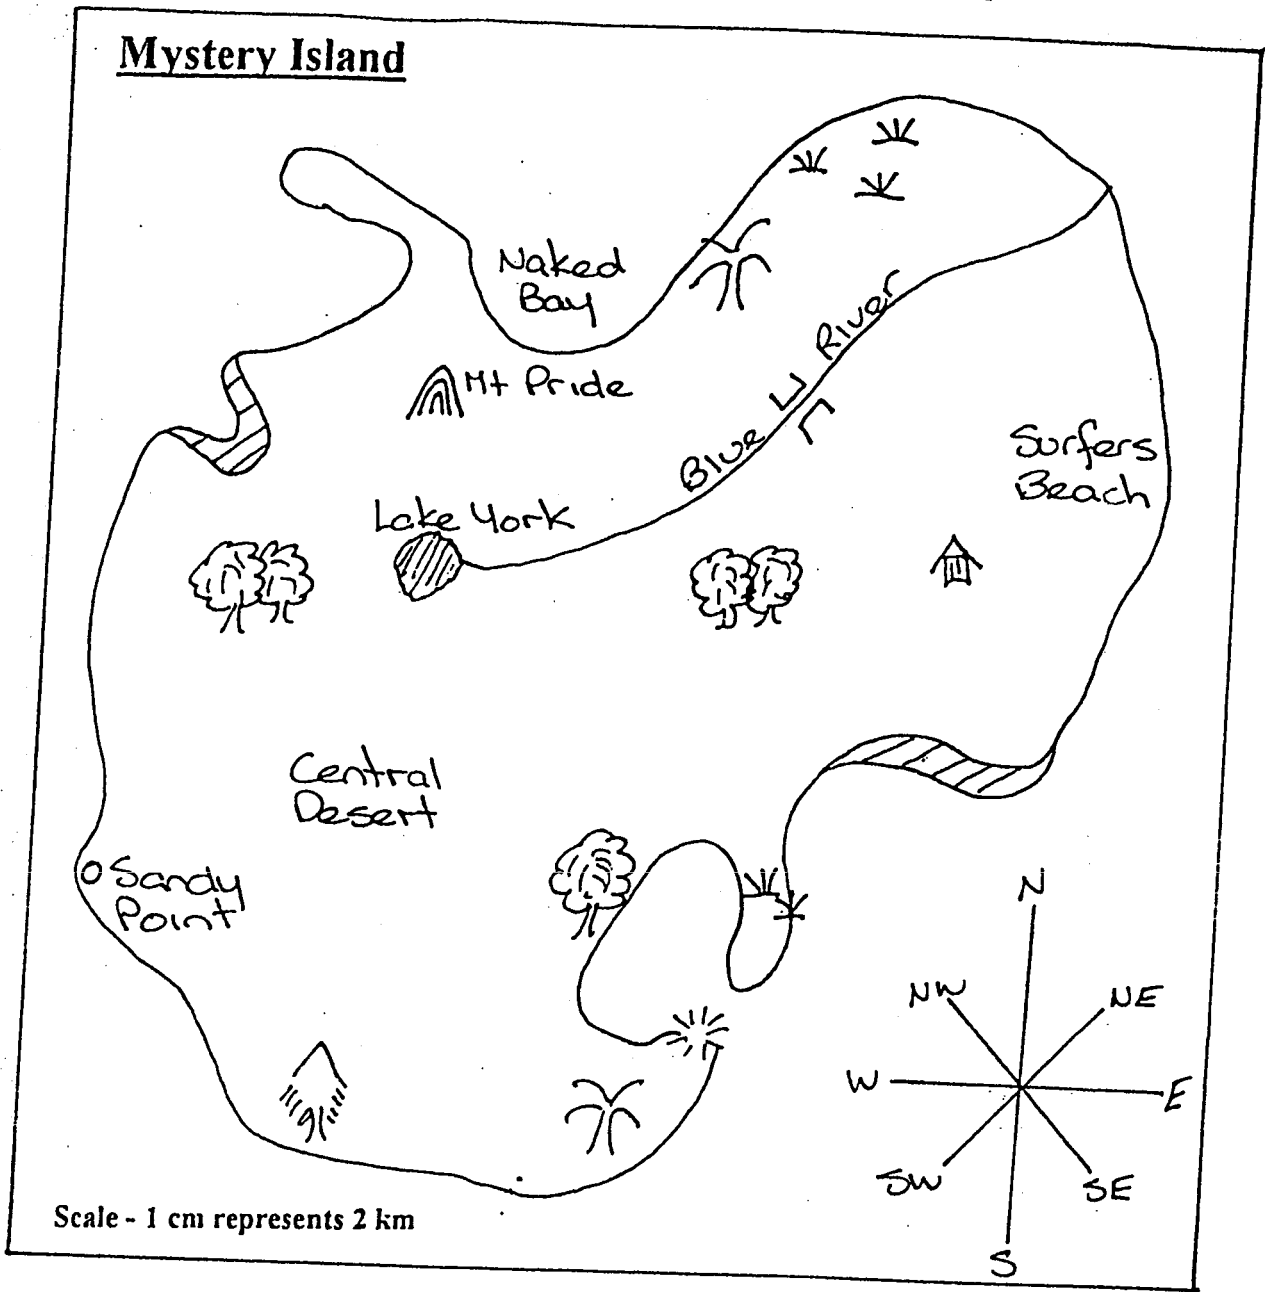 Mystery Island
Naked
Bay
Mt Pride
Blue River
Surfers
Beach
Lake York
Central
Desert
Sandy
Point
N
NW
NE
W
E
SW
SE
S
Scale - 1 cm represents 2 km